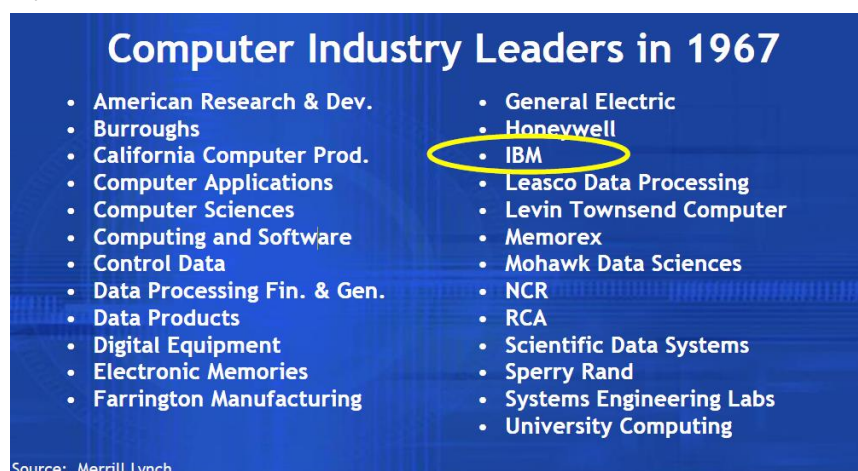 Computer Industry Leaders in 1967
• American Research & Dev.
• Burroughs
• California Computer Prod.
• Computer Applications
• Computer Sciences
• Computing and Software
• Control Data
• Data Processing Fin. & Gen.
• Data Products
• Digital Equipment
• Electronic Memories
• Farrington Manufacturing
• General Electric
• Honeywell
• IBM
• Leasco Data Processing
• Levin Townsend Computer
• Memorex
• Mohawk Data Sciences
• NCR
• RCA
• Scientific Data Systems
• Sperry Rand
• Systems Engineering Labs
• University Computing
Source: Merrill Lynch